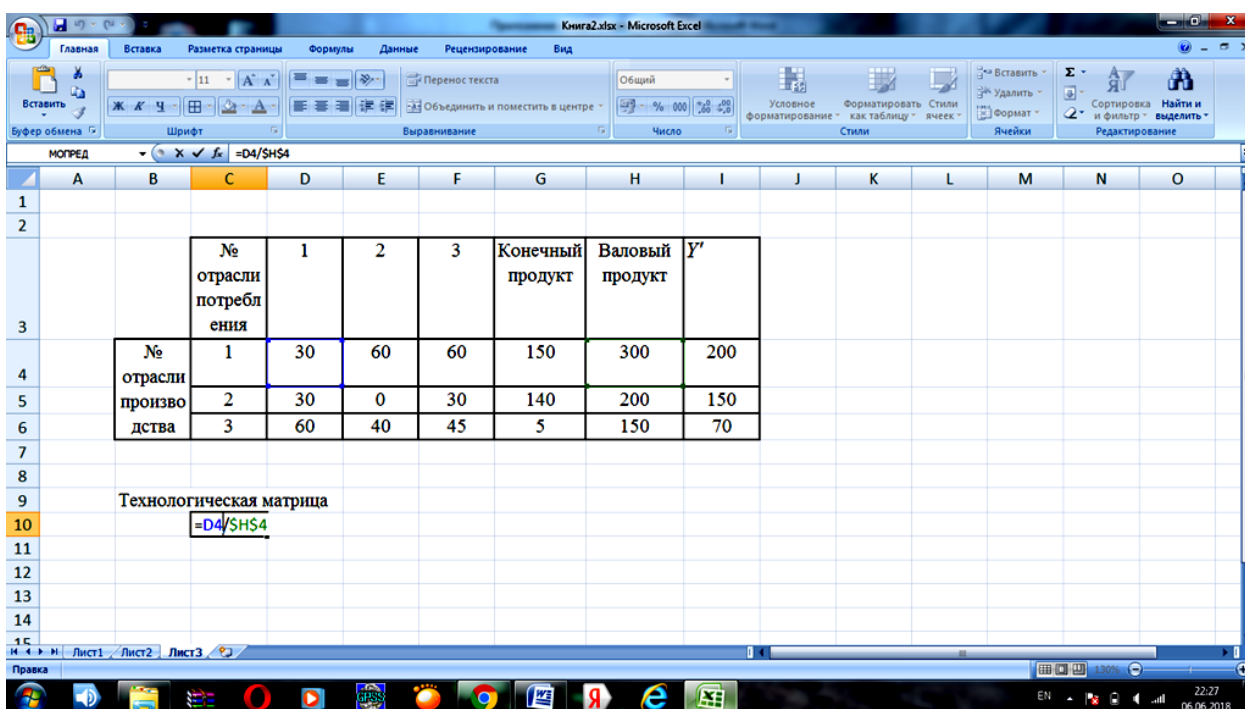 Книга2.xlsx - Microsoft Excel
Главная Вставка Разметка страницы Формулы Данные Рецензирование Вид
Вставить
Буфер обмена
11
Ж К Ч
Шрифт
Перенос текста
Объединить и поместить в центре
Выравнивание
Общий
% 000
Число
Условное форматирование
Форматировать как таблицу
Стили ячеек
Стили
Вставить
Удалить
Формат
Ячейки
Σ
Сортировка и фильтр
Найти и выделить
Редактирование
МОПРЕД =D4/$H$4
A B C D E F G H I J K L M N O
1
2
3 № отрасли потребления 1 2 3 Конечный продукт Валовый продукт Y'
№ отрасли производства
4 1 30 60 60 150 300 200
5 2 30 0 30 140 200 150
6 3 60 40 45 5 150 70
7
8
9 Технологическая матрица
10 =D4/$H$4
11
12
13
14
15
Лист1 Лист2 Лист3
Правка 130%
EN 22:27
06.06.2018